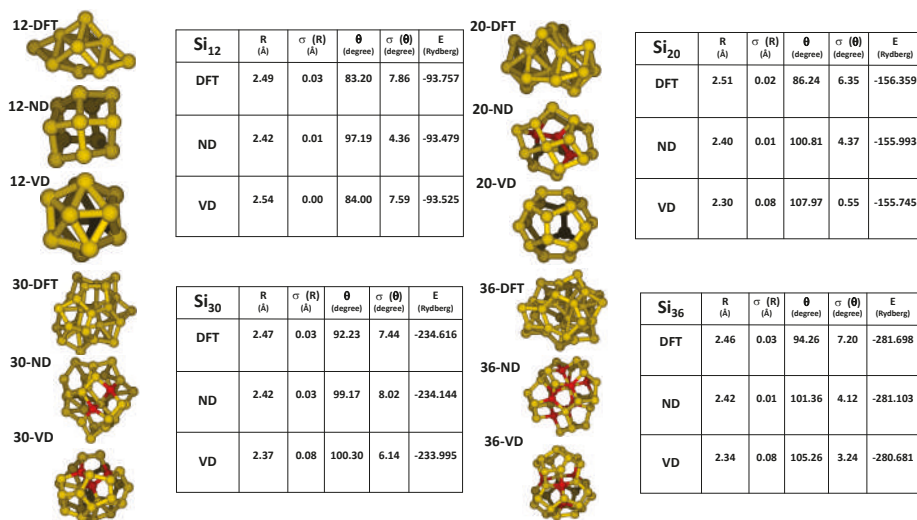 12-DFT
12-ND
12-VD
Si12 R (Å) σ (R) (Å) θ (degree) σ (θ) (degree) E (Rydberg)
DFT 2.49 0.03 83.20 7.86 -93.757
ND 2.42 0.01 97.19 4.36 -93.479
VD 2.54 0.00 84.00 7.59 -93.525
20-DFT
20-ND
20-VD
Si20 R (Å) σ (R) (Å) θ (degree) σ (θ) (degree) E (Rydberg)
DFT 2.51 0.02 86.24 6.35 -156.359
ND 2.40 0.01 100.81 4.37 -155.993
VD 2.30 0.08 107.97 0.55 -155.745
30-DFT
30-ND
30-VD
Si30 R (Å) σ (R) (Å) θ (degree) σ (θ) (degree) E (Rydberg)
DFT 2.47 0.03 92.23 7.44 -234.616
ND 2.42 0.03 99.17 8.02 -234.144
VD 2.37 0.08 100.30 6.14 -233.995
36-DFT
36-ND
36-VD
Si36 R (Å) σ (R) (Å) θ (degree) σ (θ) (degree) E (Rydberg)
DFT 2.46 0.03 94.26 7.20 -281.698
ND 2.42 0.01 101.36 4.12 -281.103
VD 2.34 0.08 105.26 3.24 -280.681